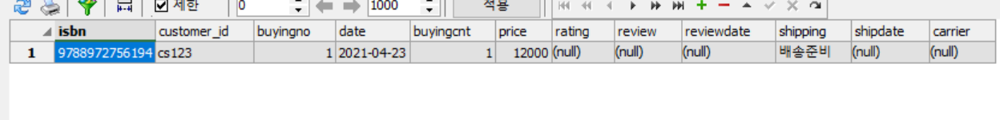 제한 0 1000 적용
isbn customer_id buyingno date buyingcnt price rating review reviewdate shipping shipdate carrier
1 9788972756194 cs123 1 2021-04-23 1 12000 (null) (null) (null) 배송준비 (null) (null)